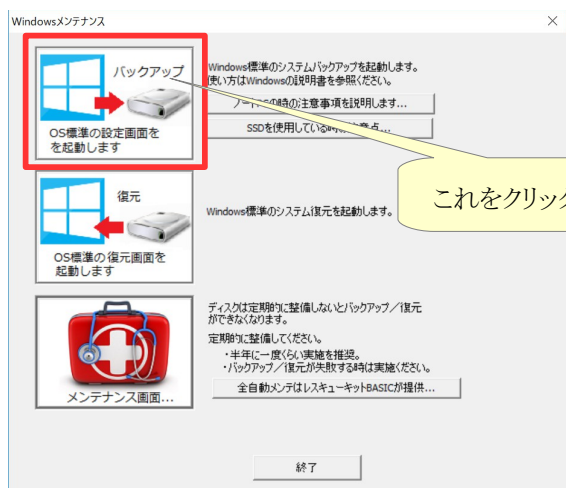 Windowsメンテナンス
バックアップ
OS標準の設定画面を
を起動します
Windows標準のシステムバックアップを起動します。
使い方はWindowsの説明書を参照ください。
の時の注意事項を説明します...
SSDを使用している時
これをクリック
復元
OS標準の復元画面を
起動します
Windows標準のシステム復元を起動します。
メンテナンス画面...
ディスクは定期的に整備しないとバックアップ／復元
ができなくなります。
定期的に整備してください。
・半年に一度くらい実施を推奨。
・バックアップ／復元が失敗する時は実施ください。
全自動メンテはレスキューキットBASICが提供...
終了